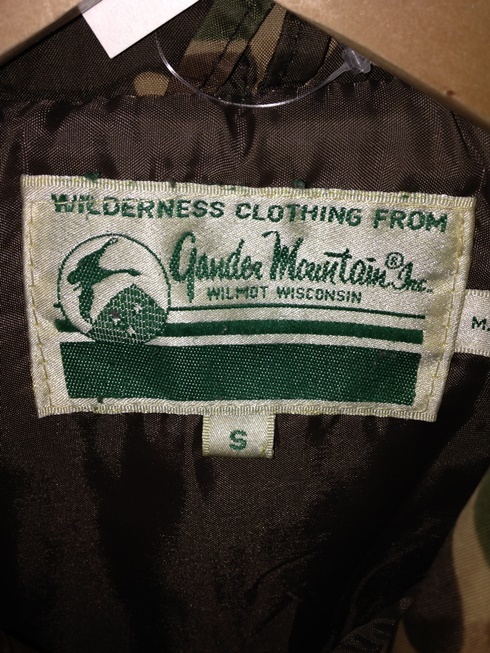 WILDERNESS CLOTHING FROM
Gander Mountain® Inc.
WILMOT WISCONSIN
S
M